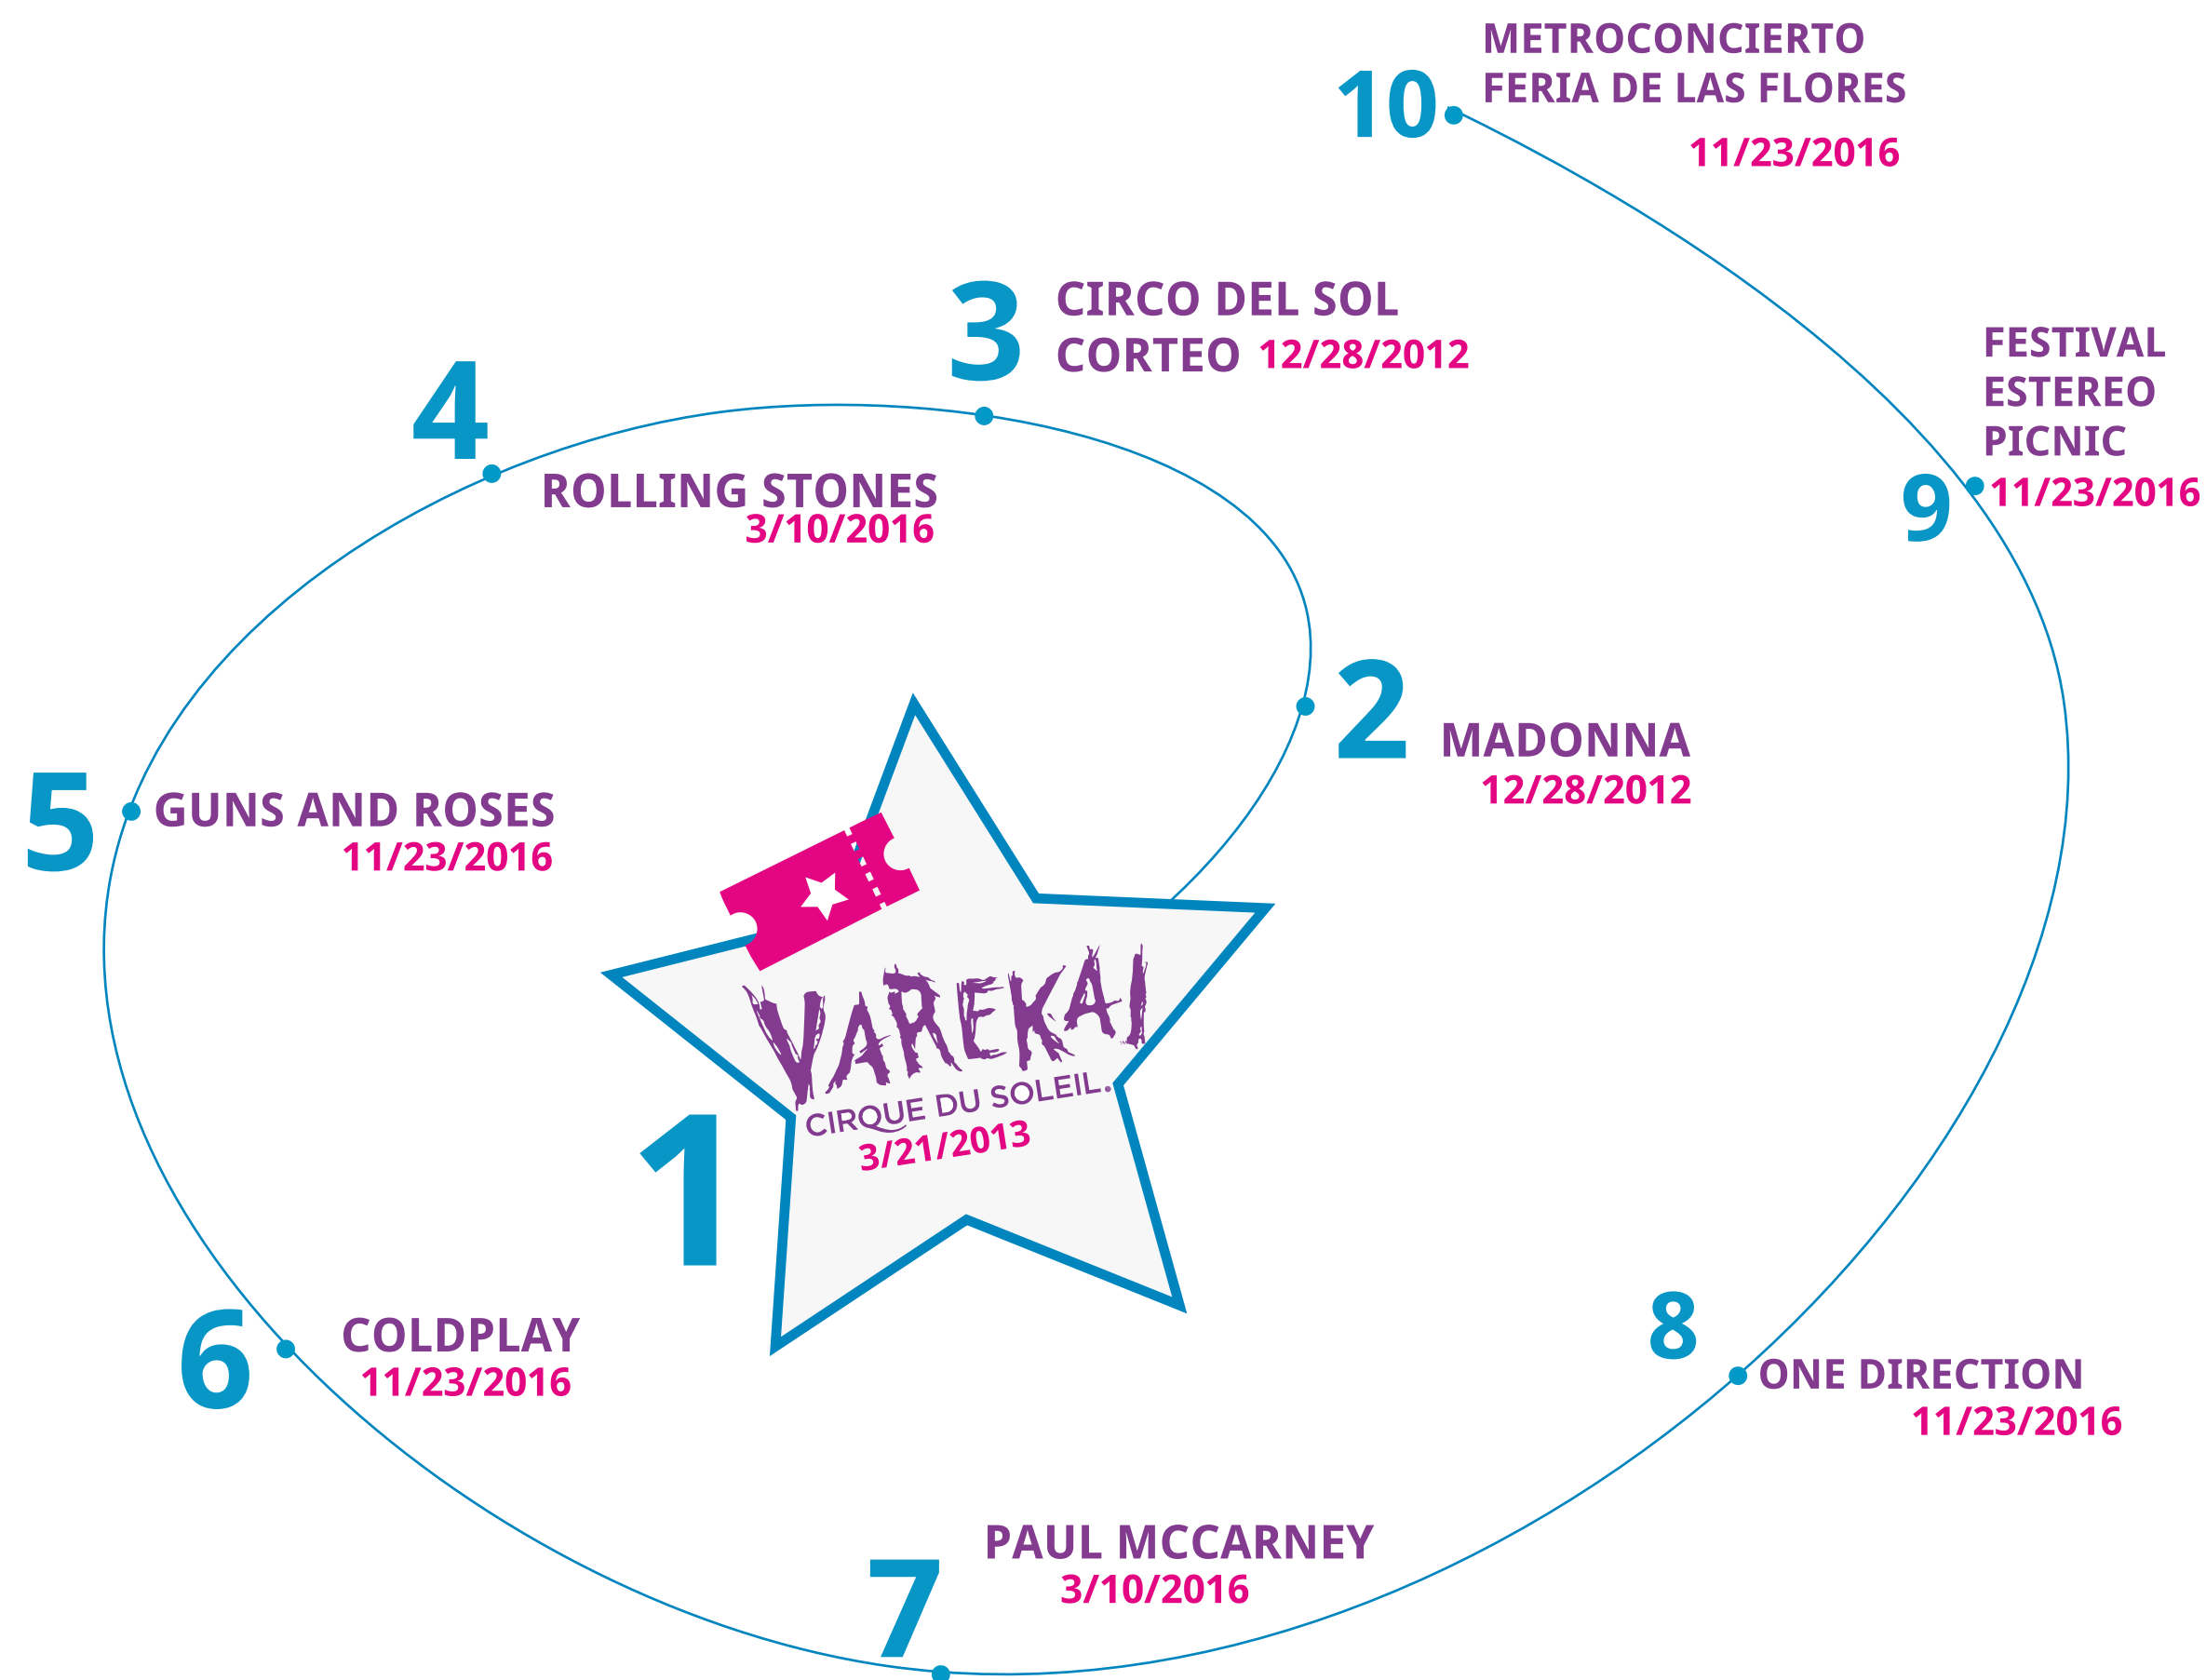 10
METROCONCIERTO
FERIA DE LAS FLORES
11/23/2016
3
CIRCO DEL SOL
CORTEO 12/28/2012
FESTIVAL
ESTEREO
PICNIC
9
11/23/2016
4
ROLLING STONES
3/10/2016
2
MADONNA
12/28/2012
5
GUNS AND ROSES
11/23/2016
VAREKAI
CIRQUE DU SOLEIL.
3/21/2013
1
6
COLDPLAY
11/23/2016
8
ONE DIRECTION
11/23/2016
7
PAUL MCCARNEY
3/10/2016